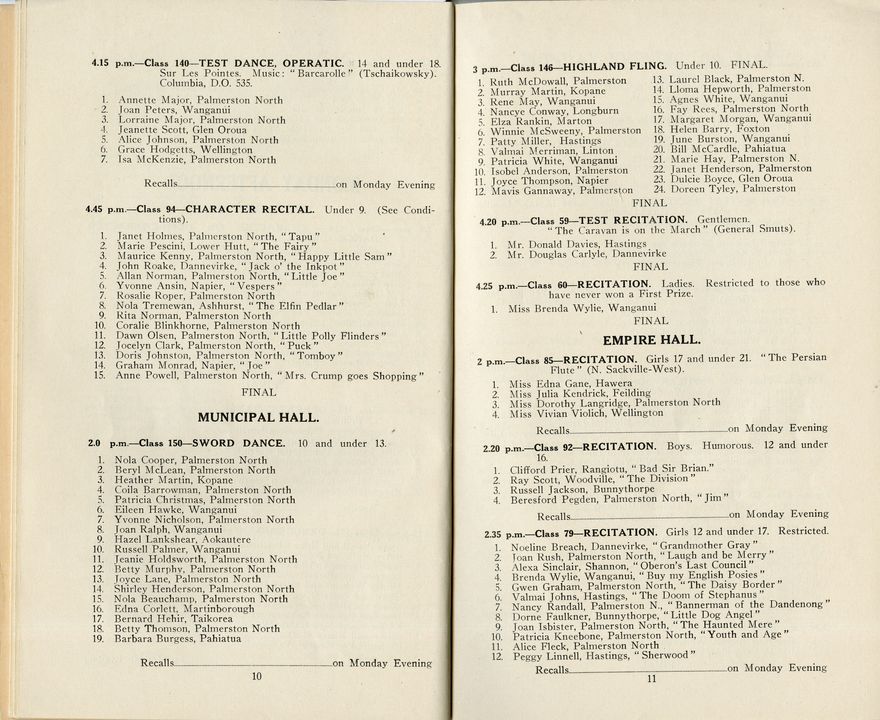 4.15 p.m.—Class 140—TEST DANCE, OPERATIC. 14 and under 18.
Sur Les Pointes. Music: "Barcarolle" (Tschaikowsky).
Columbia, D.O. 535.
1. Annette Major, Palmerston North
2. Joan Peters, Wanganui
3. Lorraine Major, Palmerston North
4. Jeanette Scott, Glen Oroua
5. Alice Johnson, Palmerston North
6. Grace Hodgetts, Wellington
7. Isa McKenzie, Palmerston North
Recalls on Monday Evening
4.45 p.m.—Class 94—CHARACTER RECITAL. Under 9. (See Condi-
tions).
1. Janet Holmes, Palmerston North, "Tapu"
2. Marie Pescini, Lower Hutt, "The Fairy"
3. Maurice Kenny, Palmerston North, "Happy Little Sam"
4. John Roake, Dannevirke, "Jack o' the Inkpot"
5. Allan Norman, Palmerston North, "Little Joe"
6. Yvonne Ansin, Napier, "Vespers"
7. Rosalie Roper, Palmerston North
8. Nola Tremewan, Ashhurst, "The Elfin Pedlar"
9. Rita Norman, Palmerston North
10. Coralie Blinkhorne, Palmerston North
11. Dawn Olsen, Palmerston North, "Little Polly Flinders"
12. Jocelyn Clark, Palmerston North, "Puck"
13. Doris Johnston, Palmerston North, "Tomboy"
14. Graham Monrad, Napier, "Joe"
15. Anne Powell, Palmerston North, "Mrs. Crump goes Shopping"
FINAL
MUNICIPAL HALL.
2.0 p.m.—Class 150—SWORD DANCE. 10 and under 13.
1. Nola Cooper, Palmerston North
2. Beryl McLean, Palmerston North
3. Heather Martin, Kopane
4. Coila Barrowman, Palmerston North
5. Patricia Christmas, Palmerston North
6. Eileen Hawke, Wanganui
7. Yvonne Nicholson, Palmerston North
8. Joan Ralph, Wanganui
9. Hazel Lankshear, Aokautere
10. Russell Palmer, Wanganui
11. Jeanie Holdsworth, Palmerston North
12. Betty Murphy, Palmerston North
13. Joyce Lane, Palmerston North
14. Shirley Henderson, Palmerston North
15. Nola Beauchamp, Palmerston North
16. Edna Corlett, Martinborough
17. Bernard Hehir, Taikorea
18. Betty Thomson, Palmerston North
19. Barbara Burgess, Pahiatua
Recalls on Monday Evening
10
3 p.m.—Class 146—HIGHLAND FLING. Under 10. FINAL.
1. Ruth McDowall, Palmerston
2. Murray Martin, Kopane
3. Rene May, Wanganui
4. Nancye Conway, Longburn
5. Elza Rankin, Marton
6. Winnie McSweeny, Palmerston
7. Patty Miller, Hastings
8. Valmai Merriman, Linton
9. Patricia White, Wanganui
10. Isobel Anderson, Palmerston
11. Joyce Thompson, Napier
12. Mavis Gannaway, Palmerston
13. Laurel Black, Palmerston N.
14. Lloma Hepworth, Palmerston
15. Agnes White, Wanganui
16. Fay Rees, Palmerston North
17. Margaret Morgan, Wanganui
18. Helen Barry, Foxton
19. June Burston, Wanganui
20. Bill McCardle, Pahiatua
21. Marie Hay, Palmerston N.
22. Janet Henderson, Palmerston
23. Dulcie Boyce, Glen Oroua
24. Doreen Tyley, Palmerston
FINAL
4.20 p.m.—Class 59—TEST RECITATION. Gentlemen.
"The Caravan is on the March" (General Smuts).
1. Mr. Donald Davies, Hastings
2. Mr. Douglas Carlyle, Dannevirke
FINAL
4.25 p.m.—Class 60—RECITATION. Ladies. Restricted to those who
have never won a First Prize.
1. Miss Brenda Wylie, Wanganui
FINAL
EMPIRE HALL.
2 p.m.—Class 85—RECITATION. Girls 17 and under 21. "The Persian
Flute" (N. Sackville-West).
1. Miss Edna Gane, Hawera
2. Miss Julia Kendrick, Feilding
3. Miss Dorothy Langridge, Palmerston North
4. Miss Vivian Violich, Wellington
Recalls on Monday Evening
2.20 p.m.—Class 92—RECITATION. Boys. Humorous. 12 and under
16.
1. Clifford Prier, Rangiotu, "Bad Sir Brian."
2. Ray Scott, Woodville, "The Division"
3. Russell Jackson, Bunnythorpe
4. Beresford Pegden, Palmerston North, "Jim"
Recalls on Monday Evening
2.35 p.m.—Class 79—RECITATION. Girls 12 and under 17. Restricted.
1. Noeline Breach, Dannevirke, "Grandmother Gray"
2. Joan Rush, Palmerston North, "Laugh and be Merry"
3. Alexa Sinclair, Shannon, "Oberon's Last Council"
4. Brenda Wylie, Wanganui, "Buy my English Posies"
5. Gwen Graham, Palmerston North, "The Daisy Border"
6. Valmai Johns, Hastings, "The Doom of Stephanus"
7. Nancy Randall, Palmerston N., "Bannerman of the Dandenong"
8. Dorne Faulkner, Bunnythorpe, "Little Dog Angel"
9. Joan Isbister, Palmerston North, "The Haunted Mere"
10. Patricia Kneebone, Palmerston North, "Youth and Age"
11. Alice Fleck, Palmerston North
12. Peggy Linnell, Hastings, "Sherwood"
Recalls on Monday Evening
11